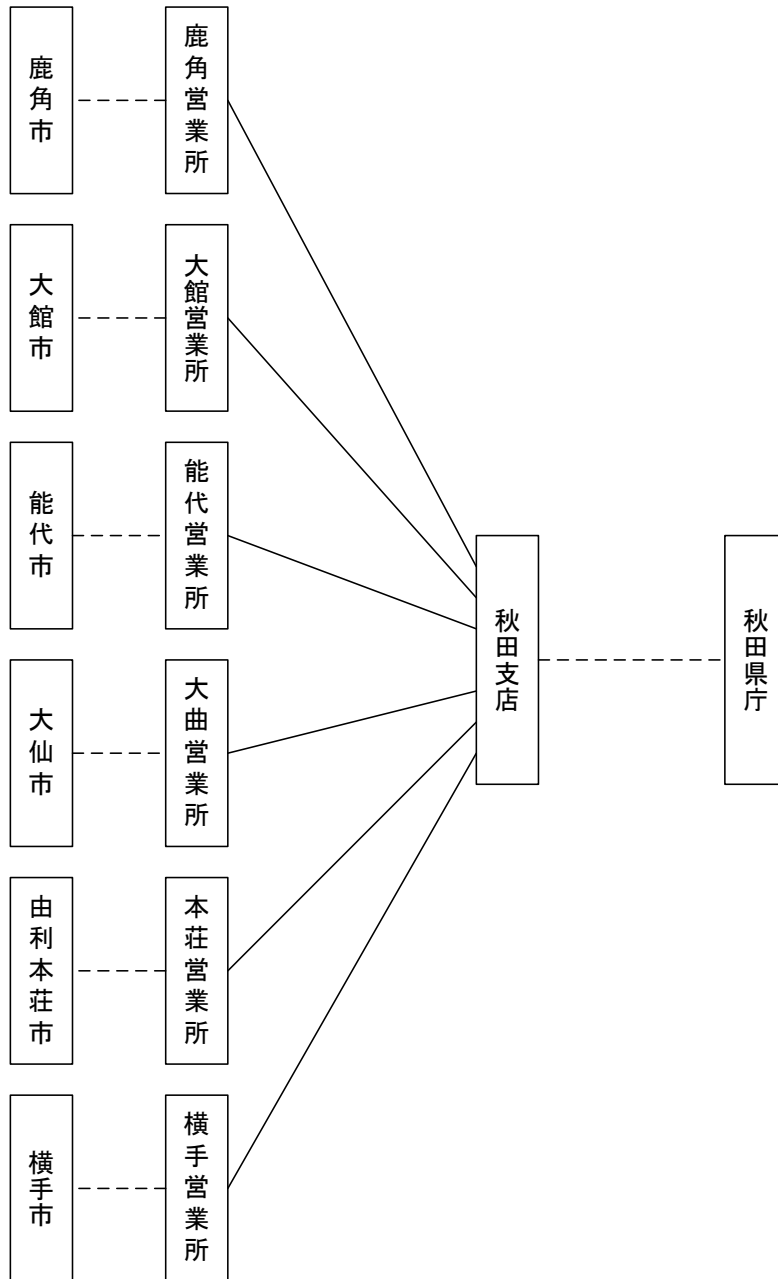 鹿角市
鹿角営業所
大館市
大館営業所
能代市
能代営業所
大仙市
大曲営業所
由利本荘市
本荘営業所
横手市
横手営業所
秋田支店
秋田県庁